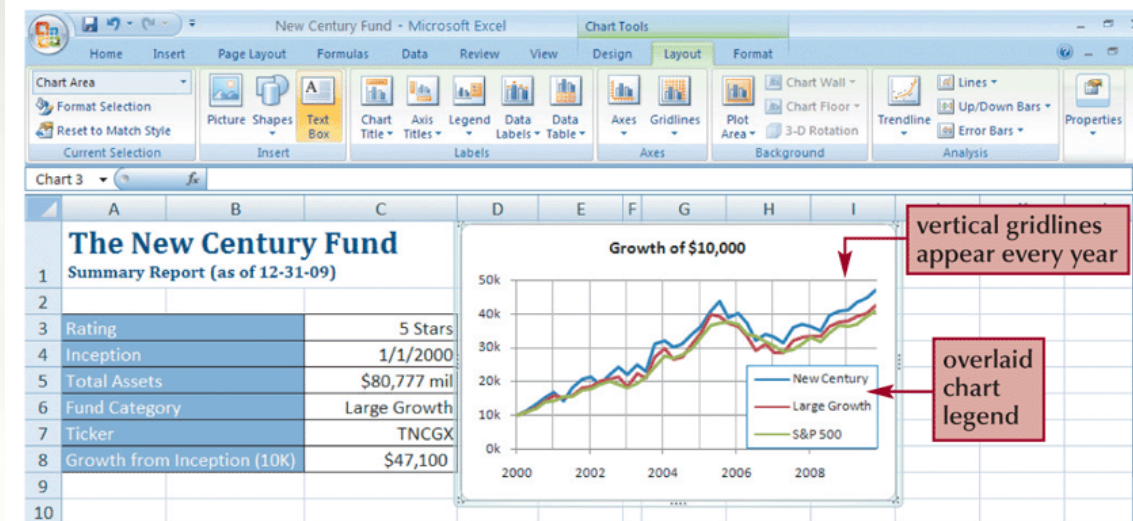 New Century Fund - Microsoft Excel
Chart Tools
Home Insert Page Layout Formulas Data Review View Design Layout Format
Chart Area
Format Selection
Reset to Match Style
Current Selection
Picture Shapes Text Box
Insert
Chart Title Axis Titles Legend Data Labels Data Table
Labels
Axes Gridlines
Axes
Plot Area
Chart Wall
Chart Floor
3-D Rotation
Background
Trendline
Lines
Up/Down Bars
Error Bars
Analysis
Properties
Chart 3 fx
A B C D E F G H I
1 The New Century Fund
Summary Report (as of 12-31-09)
2
3 Rating 5 Stars
4 Inception 1/1/2000
5 Total Assets $80,777 mil
6 Fund Category Large Growth
7 Ticker TNCGX
8 Growth from Inception (10K) $47,100
9
10
Growth of $10,000
50k
40k
30k
20k
10k
0k
2000 2002 2004 2006 2008
New Century
Large Growth
S&P 500
vertical gridlines
appear every year
overlaid
chart
legend